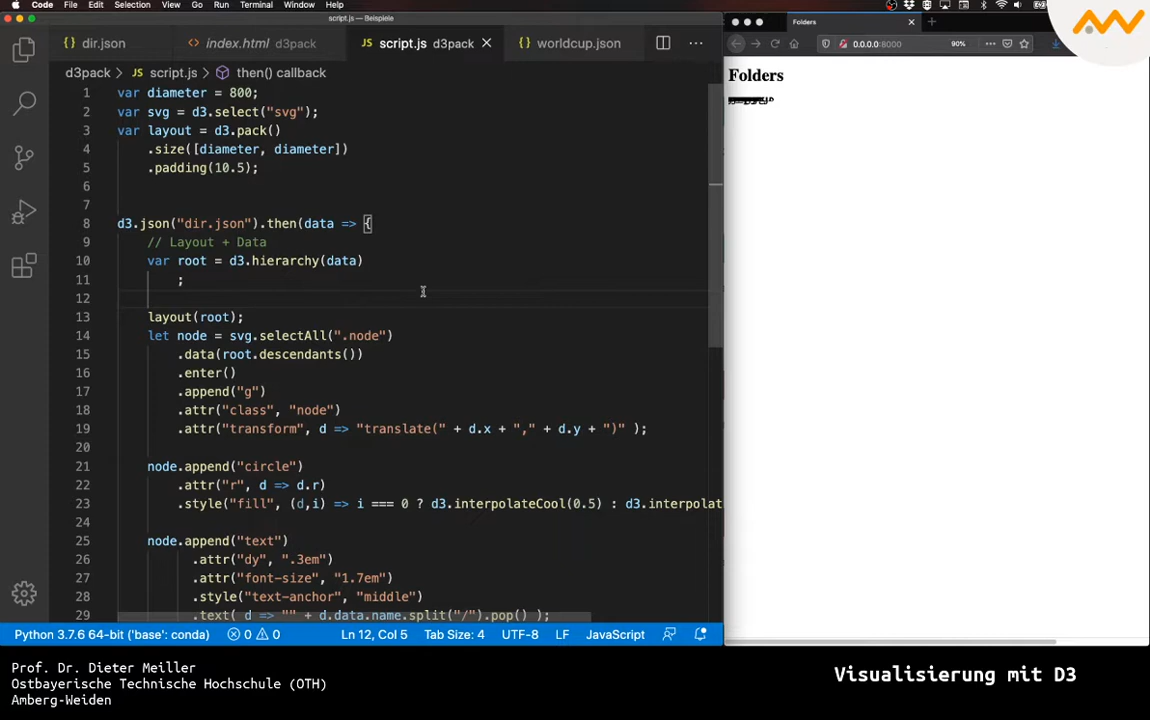 Code File Edit Selection View Go Run Terminal Window Help
script.js — Beispiele
dir.json
index.html d3pack
script.js d3pack
worldcup.json
d3pack > JS script.js > then() callback
1 var diameter = 800;
2 var svg = d3.select("svg");
3 var layout = d3.pack()
4 .size([diameter, diameter])
5 .padding(10.5);
6
7
8 d3.json("dir.json").then(data => {
9 // Layout + Data
10 var root = d3.hierarchy(data)
11 ;
12
13 layout(root);
14 let node = svg.selectAll(".node")
15 .data(root.descendants())
16 .enter()
17 .append("g")
18 .attr("class", "node")
19 .attr("transform", d => "translate(" + d.x + "," + d.y + ")" );
20
21 node.append("circle")
22 .attr("r", d => d.r)
23 .style("fill", (d,i) => i === 0 ? d3.interpolateCool(0.5) : d3.interpolat
24
25 node.append("text")
26 .attr("dy", ".3em")
27 .attr("font-size", "1.7em")
28 .style("text-anchor", "middle")
29 .text( d => "" + d.data.name.split("/").pop() );
Python 3.7.6 64-bit ('base': conda) 0 0 Ln 12, Col 5 Tab Size: 4 UTF-8 LF JavaScript
Folders
0.0.0.0:8000 90%
Folders
Prof. Dr. Dieter Meiller
Ostbayerische Technische Hochschule (OTH)
Amberg-Weiden
Visualisierung mit D3